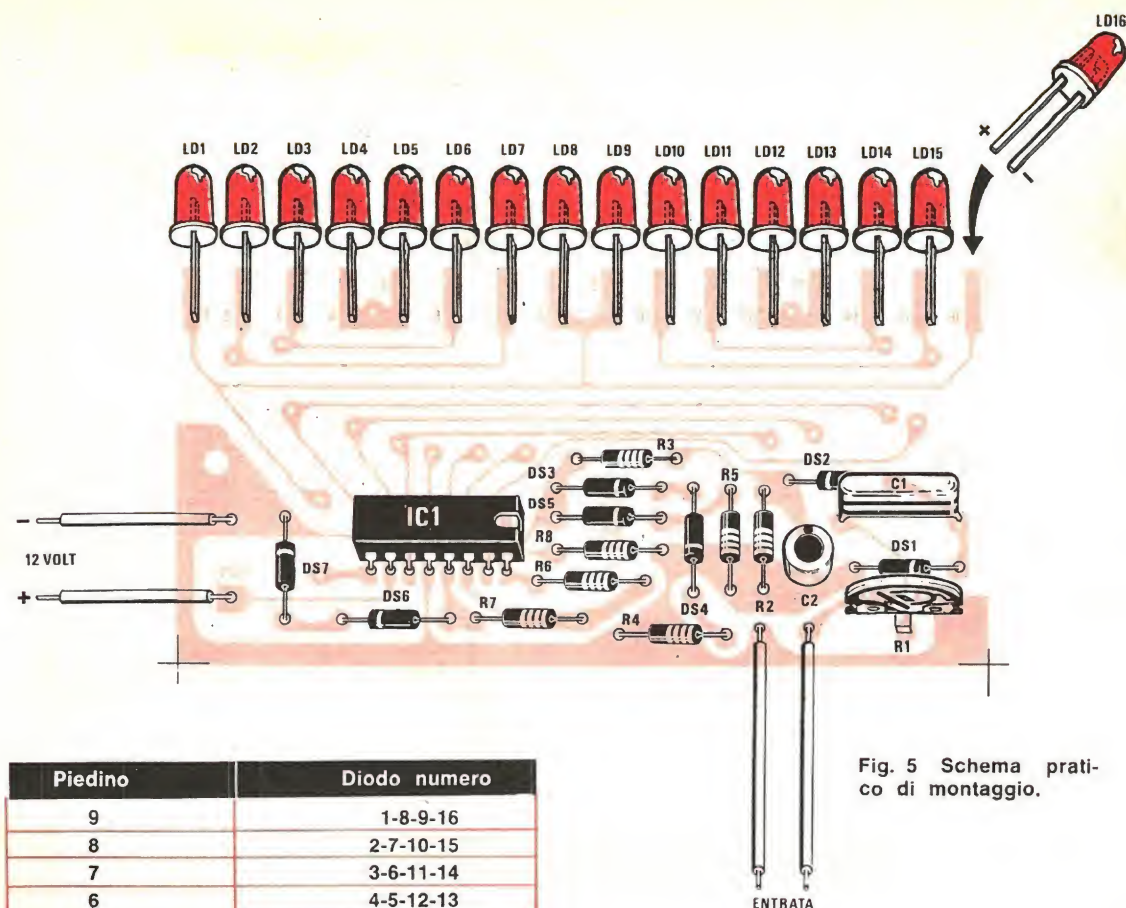 LD16
+
-
LD1 LD2 LD3 LD4 LD5 LD6 LD7 LD8 LD9 LD10 LD11 LD12 LD13 LD14 LD15
R3
DS3
DS5
R8
R6
R5
DS2
C1
IC1
DS1
-
12 VOLT
+
DS7
DS6
R7
R4
DS4
R2
C2
R1
ENTRATA
Fig. 5 Schema prati-
co di montaggio.
Piedino Diodo numero
9 1-8-9-16
8 2-7-10-15
7 3-6-11-14
6 4-5-12-13